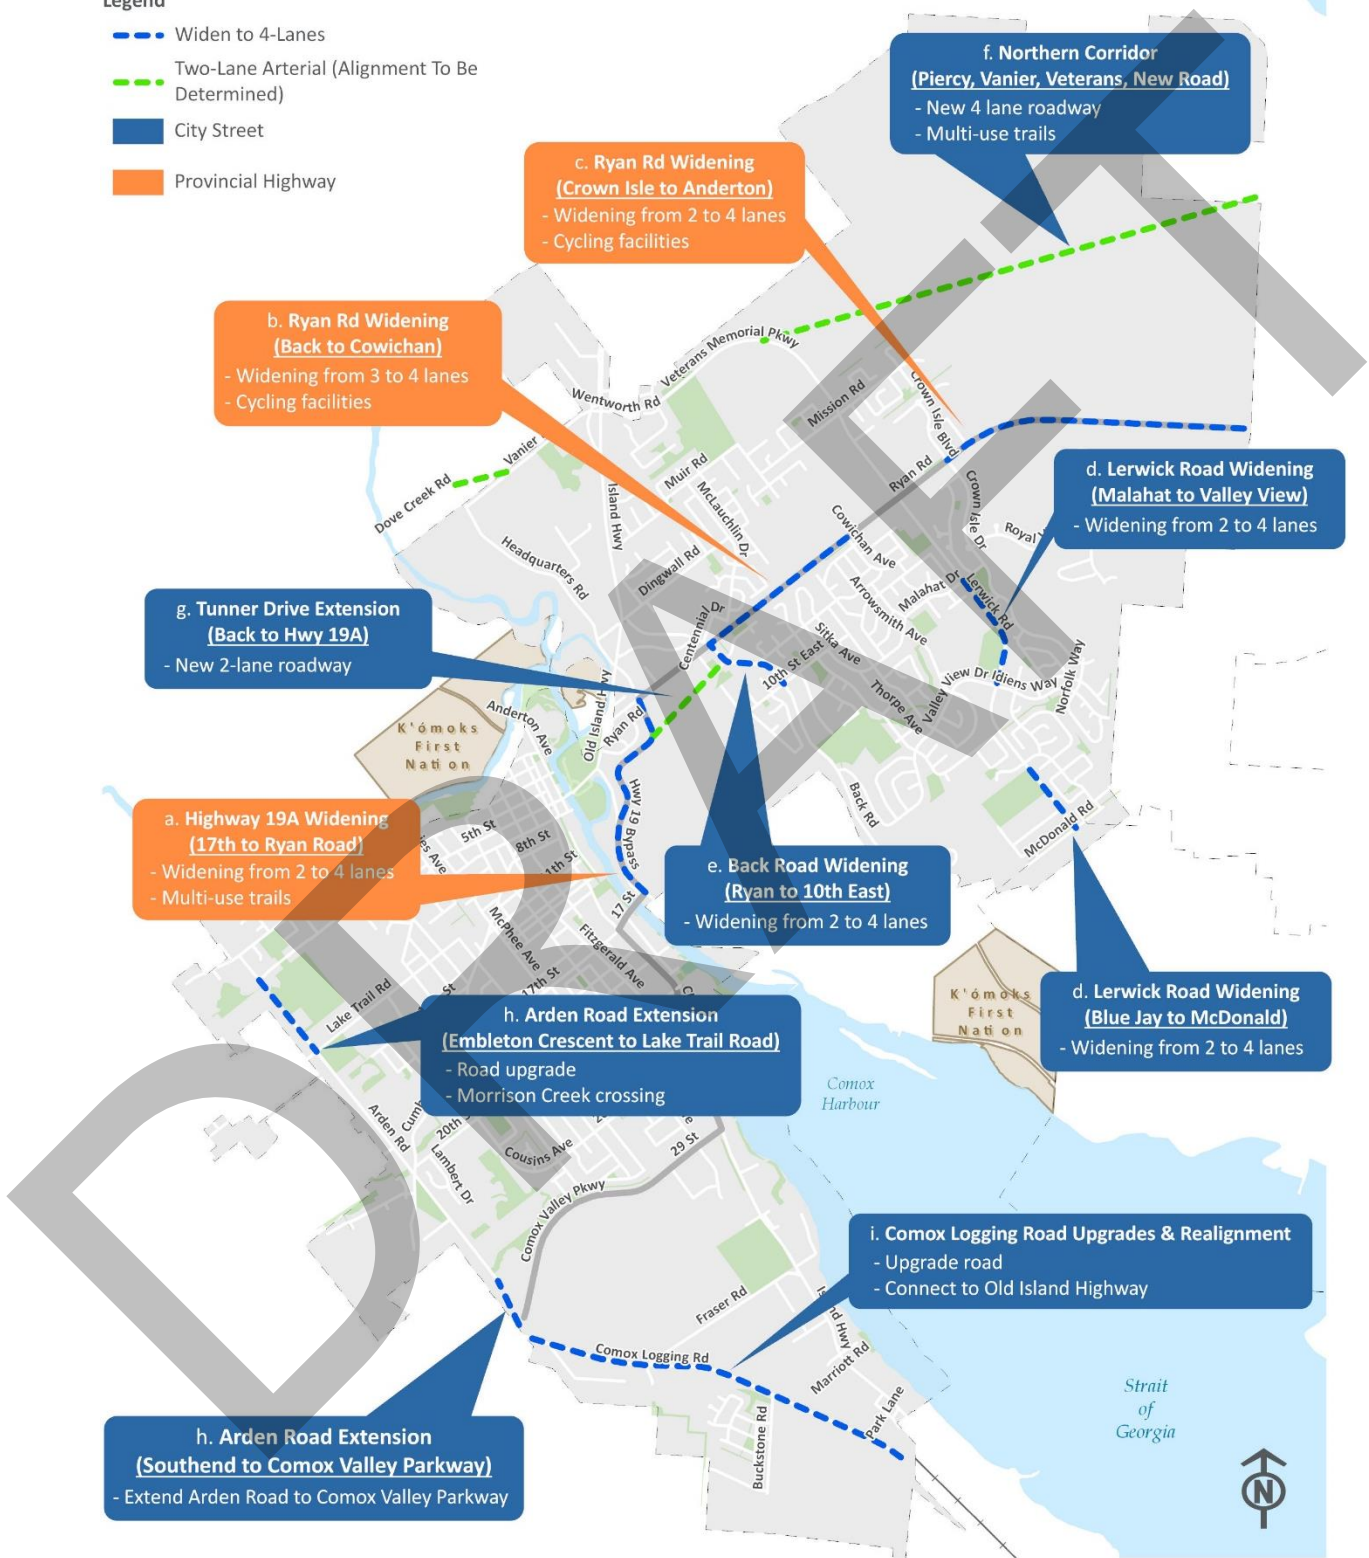 Legend
Widen to 4-Lanes
Two-Lane Arterial (Alignment To Be
Determined)
City Street
Provincial Highway
f. Northern Corridor
(Piercy, Vanier, Veterans, New Road)
- New 4 lane roadway
- Multi-use trails
c. Ryan Rd Widening
(Crown Isle to Anderton)
- Widening from 2 to 4 lanes
- Cycling facilities
b. Ryan Rd Widening
(Back to Cowichan)
- Widening from 3 to 4 lanes
- Cycling facilities
Veterans Memorial Pkwy
Wentworth Rd
Mission Rd
Crown Isle Blvd
Vanier
Dove Creek Rd
Island Hwy
Muir Rd
McLauchlin Dr
Ryan Rd
Crown Isle Dr
d. Lerwick Road Widening
(Malahat to Valley View)
- Widening from 2 to 4 lanes
Royal
Cowichan Ave
Headquarters Rd
Dingwall Rd
Arrowsmith Ave
Malahat Dr
Lerwick Rd
g. Tunner Drive Extension
(Back to Hwy 19A)
- New 2-lane roadway
Centennial Dr
Sitka Ave
10th St East
Thorpe Ave
Valley View Dr
Idiens Way
Norfolk Way
K'ómoks
First
Nation
Anderton Ave
Old Island Hwy
Ryan Rd
Hwy 19 Bypass
Back Rd
McDonald Rd
a. Highway 19A Widening
(17th to Ryan Road)
- Widening from 2 to 4 lanes
- Multi-use trails
5th St
8th St
17 St
e. Back Road Widening
(Ryan to 10th East)
- Widening from 2 to 4 lanes
McPhee Ave
Fitzgerald Ave
17th St
Lake Trail Rd
h. Arden Road Extension
(Embleton Crescent to Lake Trail Road)
- Road upgrade
- Morrison Creek crossing
K'ómoks
First
Nation
d. Lerwick Road Widening
(Blue Jay to McDonald)
- Widening from 2 to 4 lanes
Comox
Harbour
Arden Rd
20th
Lambert Dr
Cousins Ave
29 St
Comox Valley Pkwy
i. Comox Logging Road Upgrades & Realignment
- Upgrade road
- Connect to Old Island Highway
Fraser Rd
Comox Logging Rd
Marriott Rd
Park Lane
Buckstone Rd
Strait
of
Georgia
h. Arden Road Extension
(Southend to Comox Valley Parkway)
- Extend Arden Road to Comox Valley Parkway
N
DRAFT